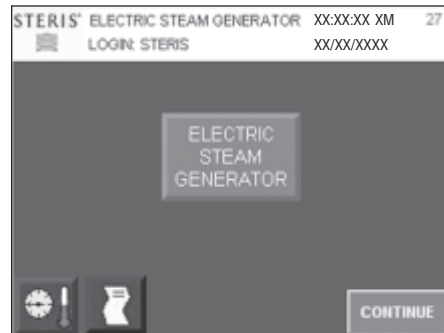 STERIS® ELECTRIC STEAM GENERATOR XX:XX:XX XM 27
LOGIN: STERIS XX/XX/XXXX
ELECTRIC
STEAM
GENERATOR
CONTINUE